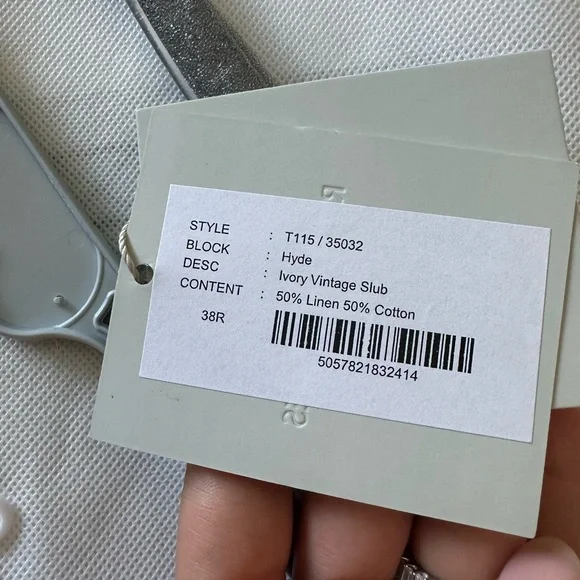 STYLE : T115 / 35032
BLOCK : Hyde
DESC : Ivory Vintage Slub
CONTENT : 50% Linen 50% Cotton
38R
5057821832414